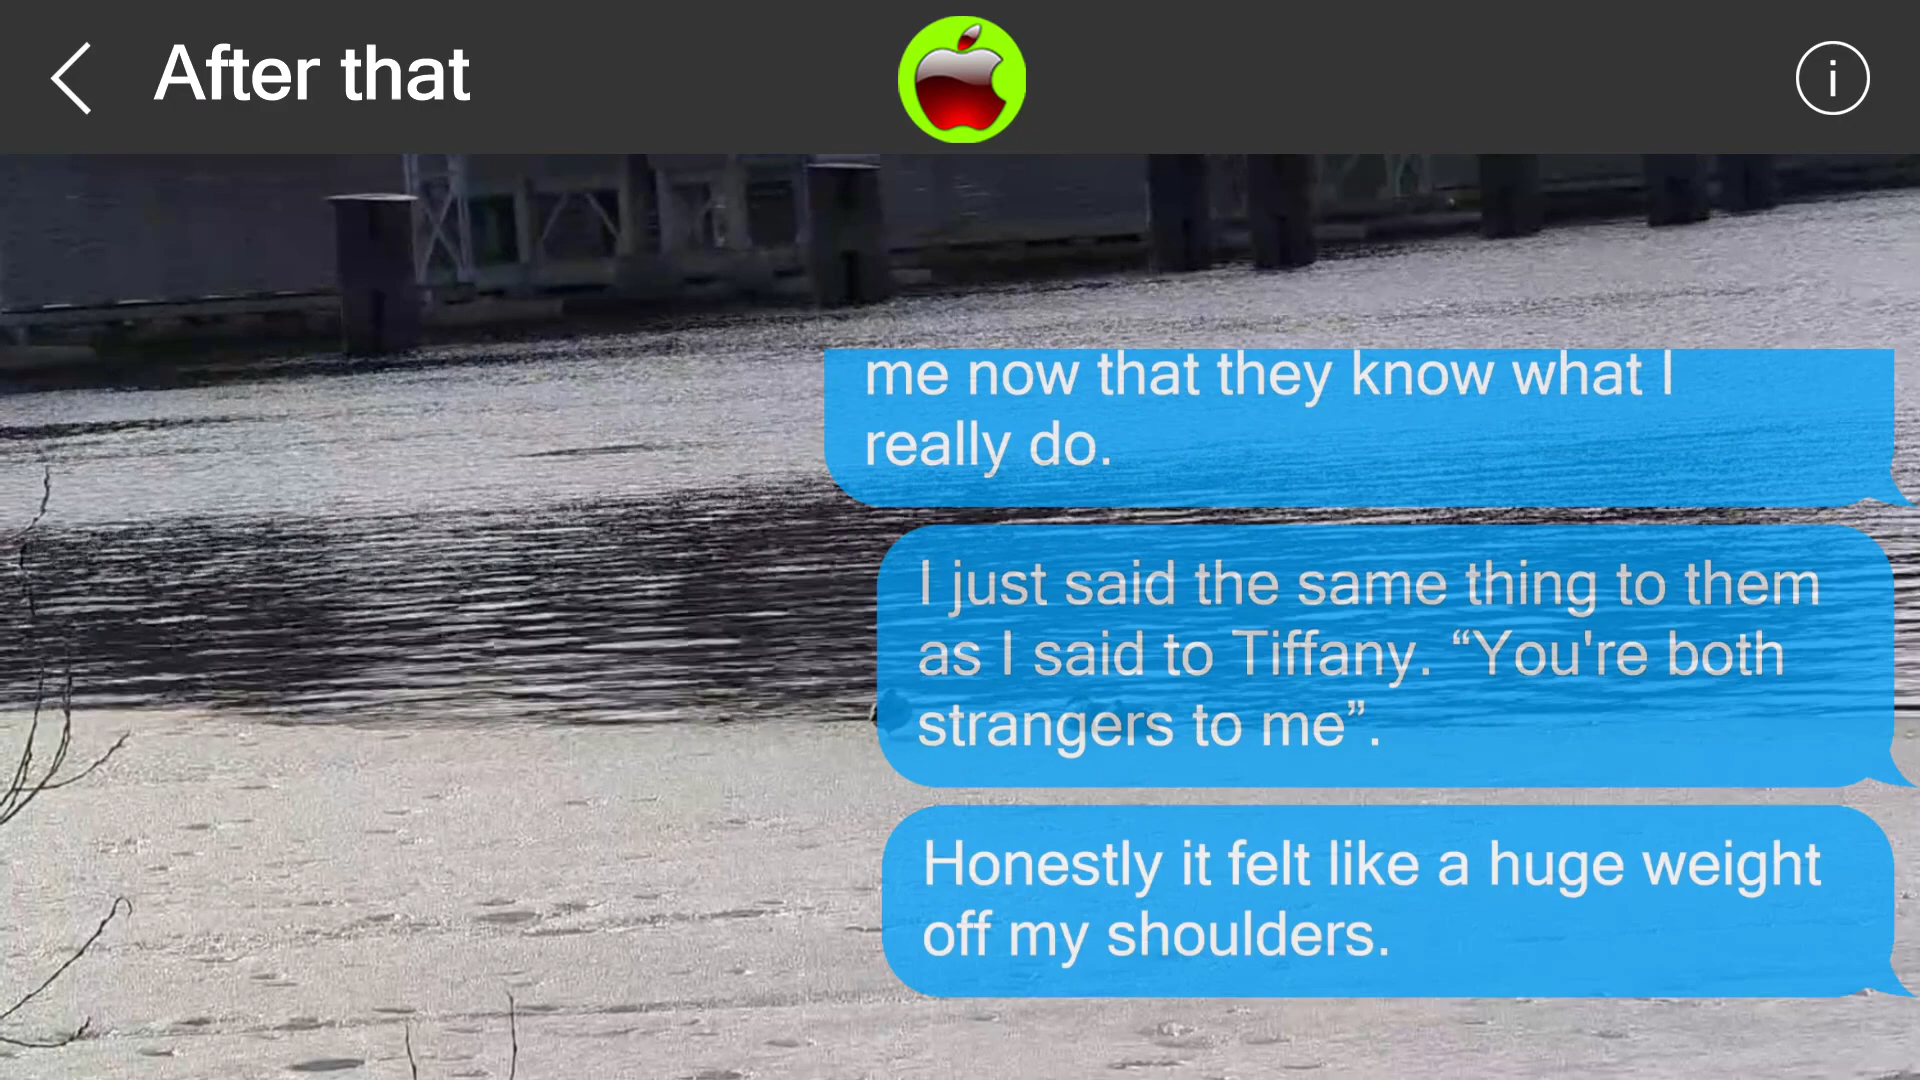 After that
me now that they know what I
really do.
I just said the same thing to them
as I said to Tiffany. “You're both
strangers to me”.
Honestly it felt like a huge weight
off my shoulders.